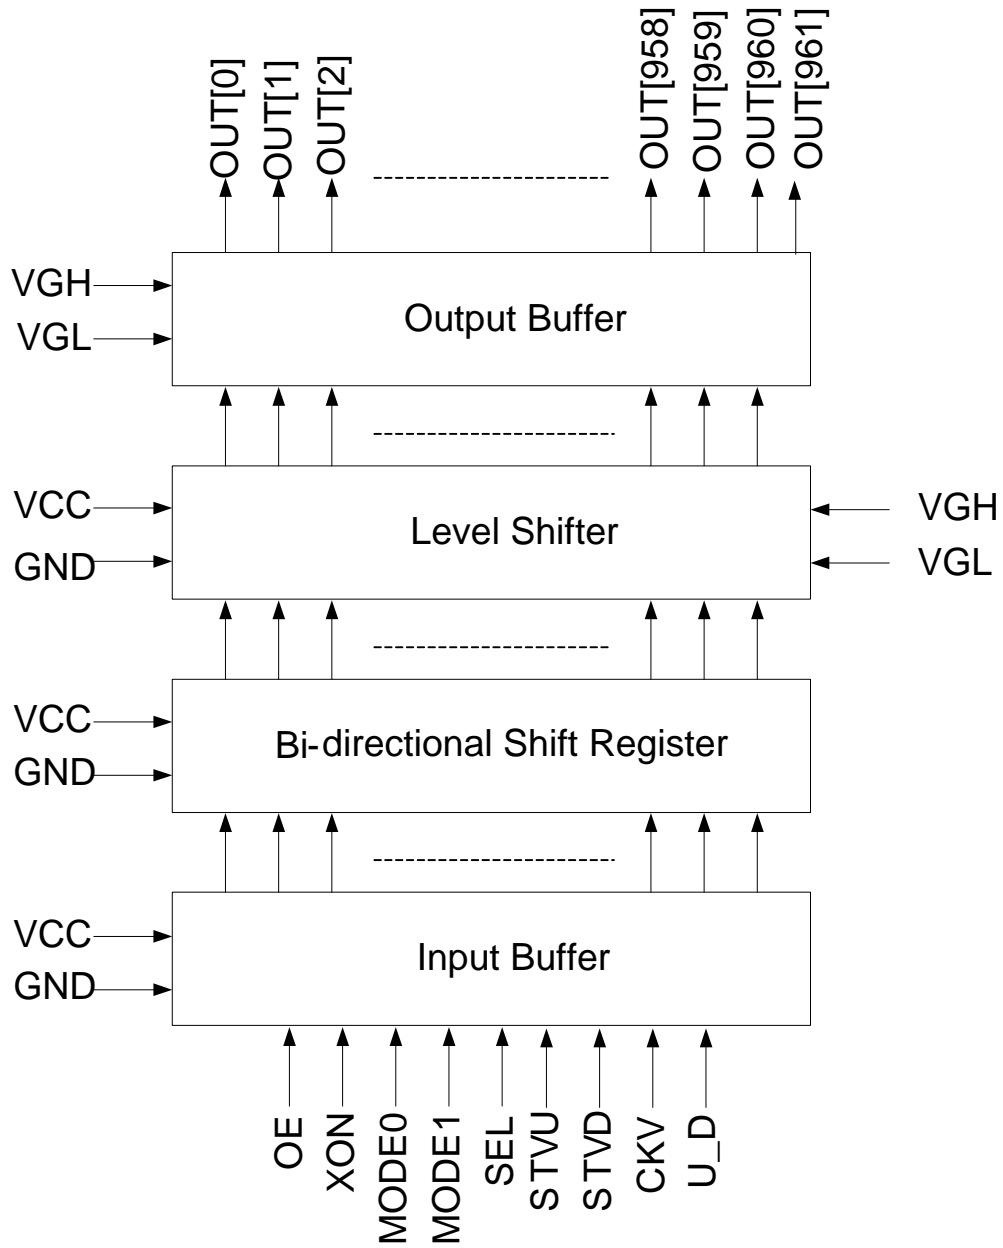 OUT[0]
OUT[1]
OUT[2]
OUT[958]
OUT[959]
OUT[960]
OUT[961]
VGH
VGL
Output Buffer
VCC
GND
Level Shifter
VGH
VGL
VCC
GND
Bi-directional Shift Register
VCC
GND
Input Buffer
OE
XON
MODE0
MODE1
SEL
STVU
STVD
CKV
U_D